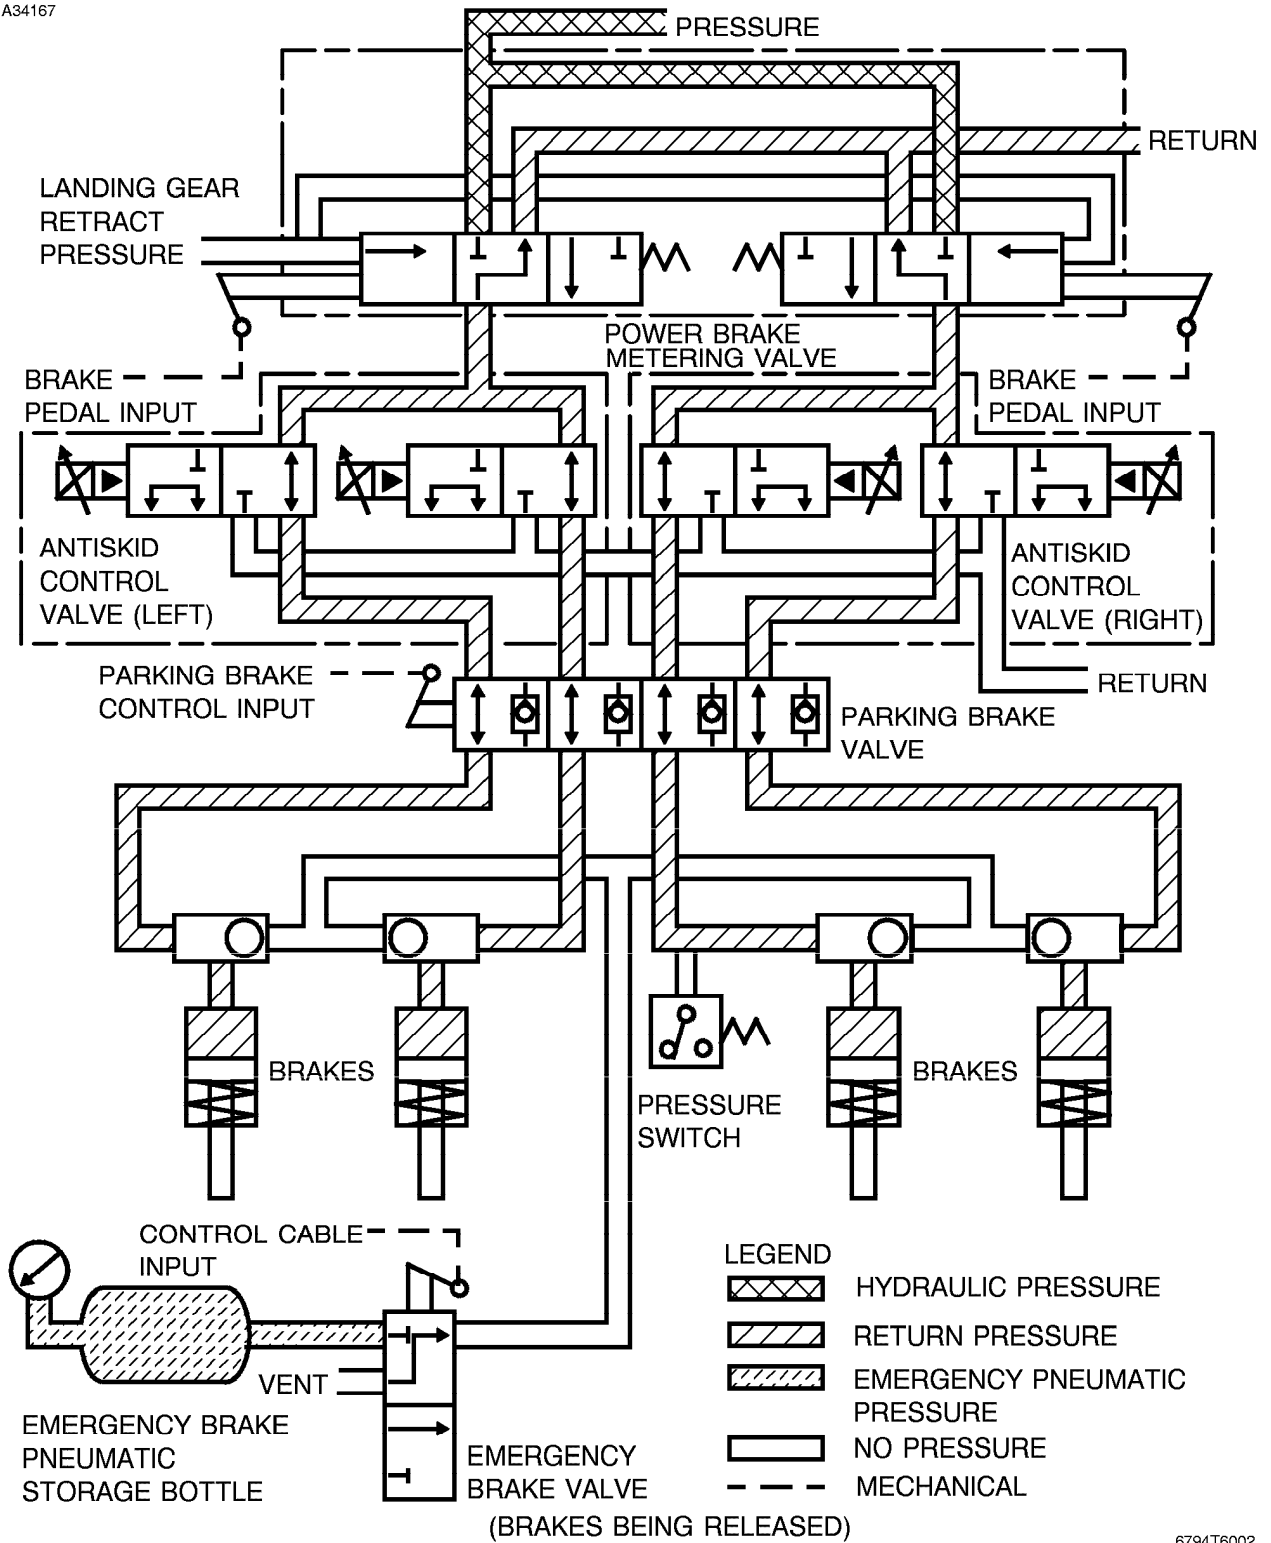 A34167
PRESSURE
RETURN
LANDING GEAR
RETRACT
PRESSURE
POWER BRAKE
METERING VALVE
BRAKE
PEDAL INPUT
BRAKE
PEDAL INPUT
ANTISKID
CONTROL
VALVE (LEFT)
ANTISKID
CONTROL
VALVE (RIGHT)
PARKING BRAKE
CONTROL INPUT
RETURN
PARKING BRAKE
VALVE
BRAKES
BRAKES
PRESSURE
SWITCH
CONTROL CABLE
INPUT
VENT
EMERGENCY BRAKE
PNEUMATIC
STORAGE BOTTLE
EMERGENCY
BRAKE VALVE
LEGEND
HYDRAULIC PRESSURE
RETURN PRESSURE
EMERGENCY PNEUMATIC
PRESSURE
NO PRESSURE
MECHANICAL
(BRAKES BEING RELEASED)
6794T6002